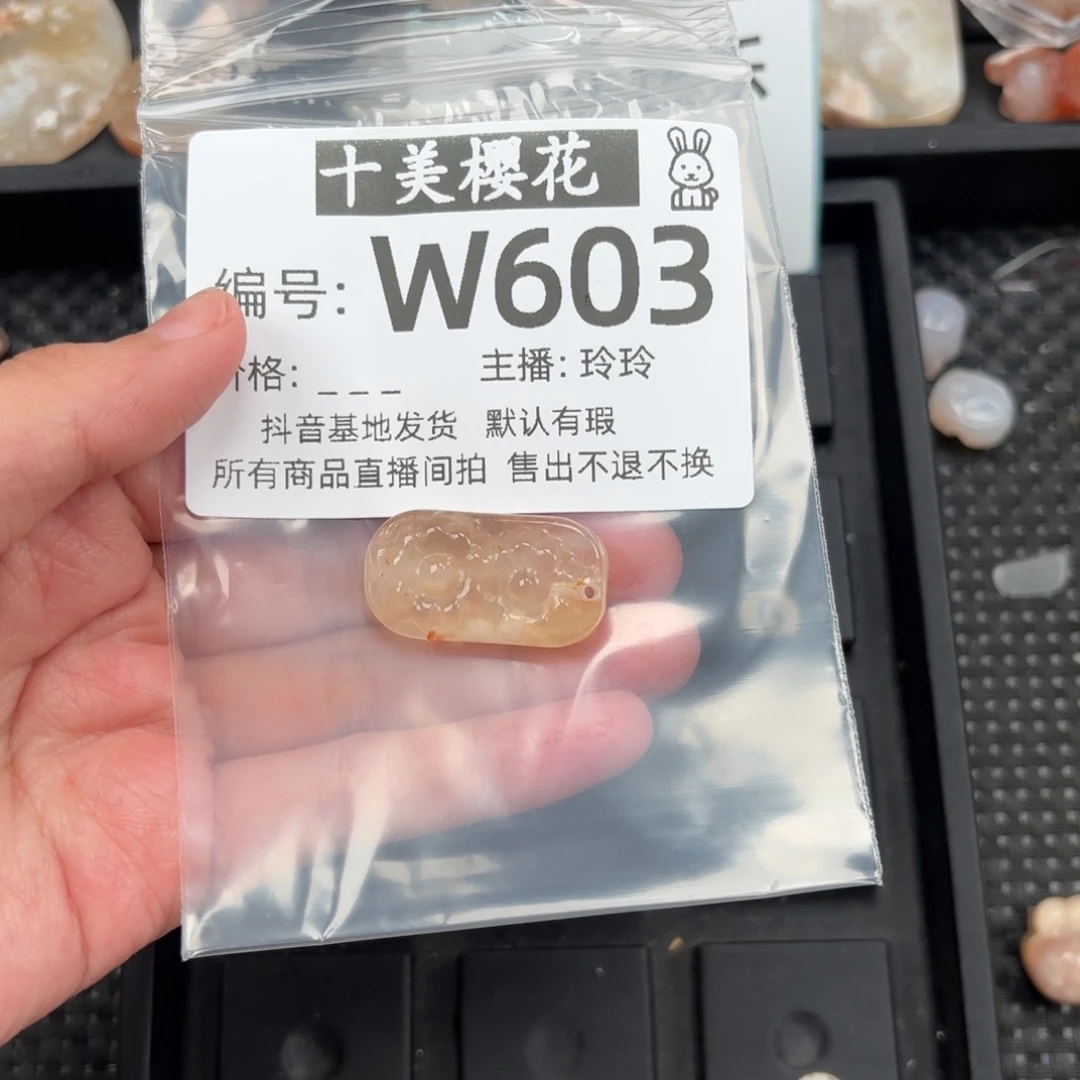 十美樱花
编号: W603
价格: _ _ _ 主播: 玲玲
抖音基地发货 默认有瑕
所有商品直播间拍 售出不退不换